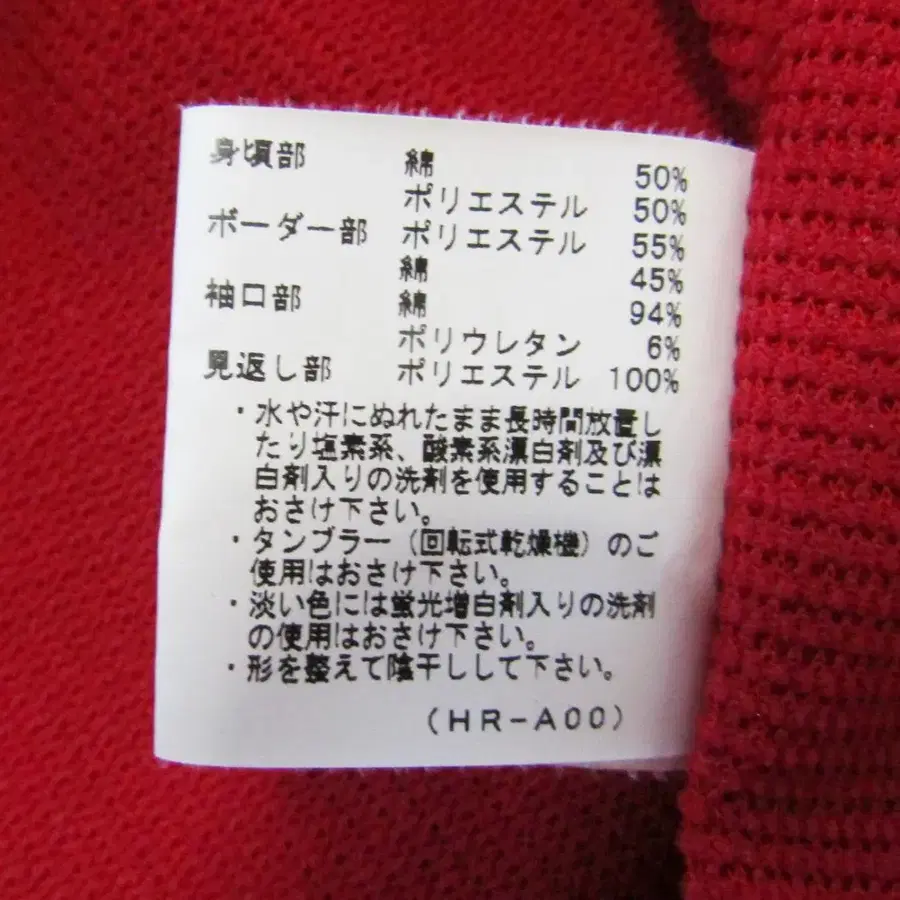 身頃部 綿 50%
ポリエステル 50%
ボーダー部 ポリエステル 55%
綿 45%
袖口部 綿 94%
ポリウレタン 6%
見返し部 ポリエステル 100%
・水や汗にぬれたまま長時間放置し
たり塩素系、酸素系漂白剤及び漂
白剤入りの洗剤を使用することは
おさけ下さい。
・タンブラー（回転式乾燥機）のご
使用はおさけ下さい。
・淡い色には蛍光増白剤入りの洗剤
の使用はおさけ下さい。
・形を整えて陰干しして下さい。
(HR-A00)